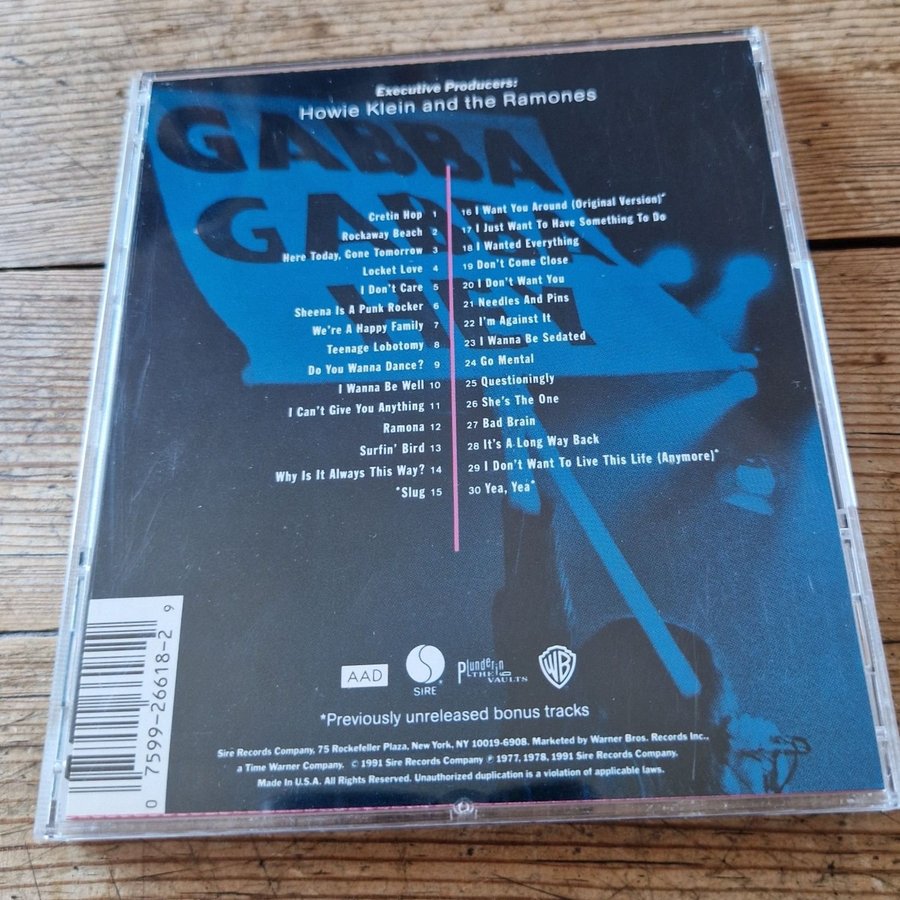 Executive Producers:
Howie Klein and the Ramones
GABBA
GABBA
HEY
Cretin Hop 1
Rockaway Beach 2
Here Today, Gone Tomorrow 3
Locket Love 4
I Don't Care 5
Sheena Is A Punk Rocker 6
We're A Happy Family 7
Teenage Lobotomy 8
Do You Wanna Dance? 9
I Wanna Be Well 10
I Can't Give You Anything 11
Ramona 12
Surfin' Bird 13
Why Is It Always This Way? 14
*Slug 15
16 I Want You Around (Original Version)*
17 I Just Want To Have Something To Do
18 I Wanted Everything
19 Don't Come Close
20 I Don't Want You
21 Needles And Pins
22 I'm Against It
23 I Wanna Be Sedated
24 Go Mental
25 Questioningly
26 She's The One
27 Bad Brain
28 It's A Long Way Back
29 I Don't Want To Live This Life (Anymore)*
30 Yea, Yea*
0 7599-26618-2 9
AAD
SIRE®
Plunderin
THE
VAULTS
WB
*Previously unreleased bonus tracks
Sire Records Company, 75 Rockefeller Plaza, New York, NY 10019-6908. Marketed by Warner Bros. Records Inc.,
a Time Warner Company. © 1991 Sire Records Company ℗ 1977, 1978, 1991 Sire Records Company.
Made in U.S.A. All Rights Reserved. Unauthorized duplication is a violation of applicable laws.